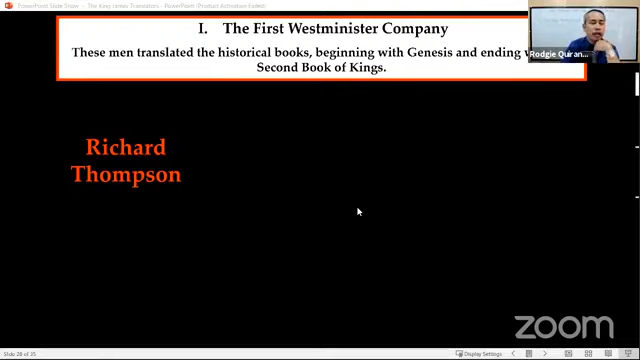 PowerPoint Slide Show - The King James Translators - PowerPoint (Product Activation Failed)
I. The First Westminister Company
These men translated the historical books, beginning with Genesis and ending
Second Book of Kings.
Rodgie Quiran...
Richard
Thompson
zoom
Slide 28 of 35
Display Settings